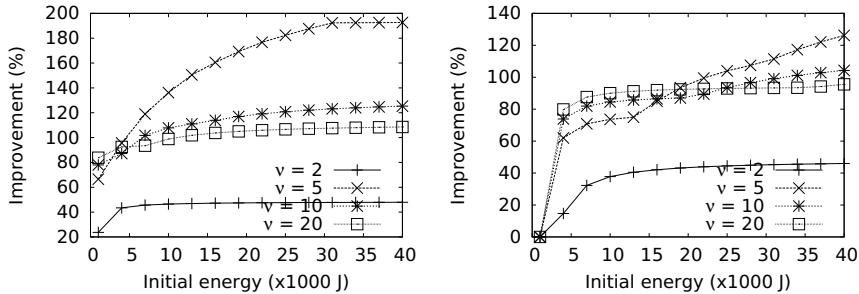 200
180
160
140
120
100
80
60
40
20
Improvement (%)
ν = 2
ν = 5
ν = 10
ν = 20
0 5 10 15 20 25 30 35 40
Initial energy (x1000 J)
140
120
100
80
60
40
20
0
Improvement (%)
ν = 2
ν = 5
ν = 10
ν = 20
0 5 10 15 20 25 30 35 40
Initial energy (x1000 J)